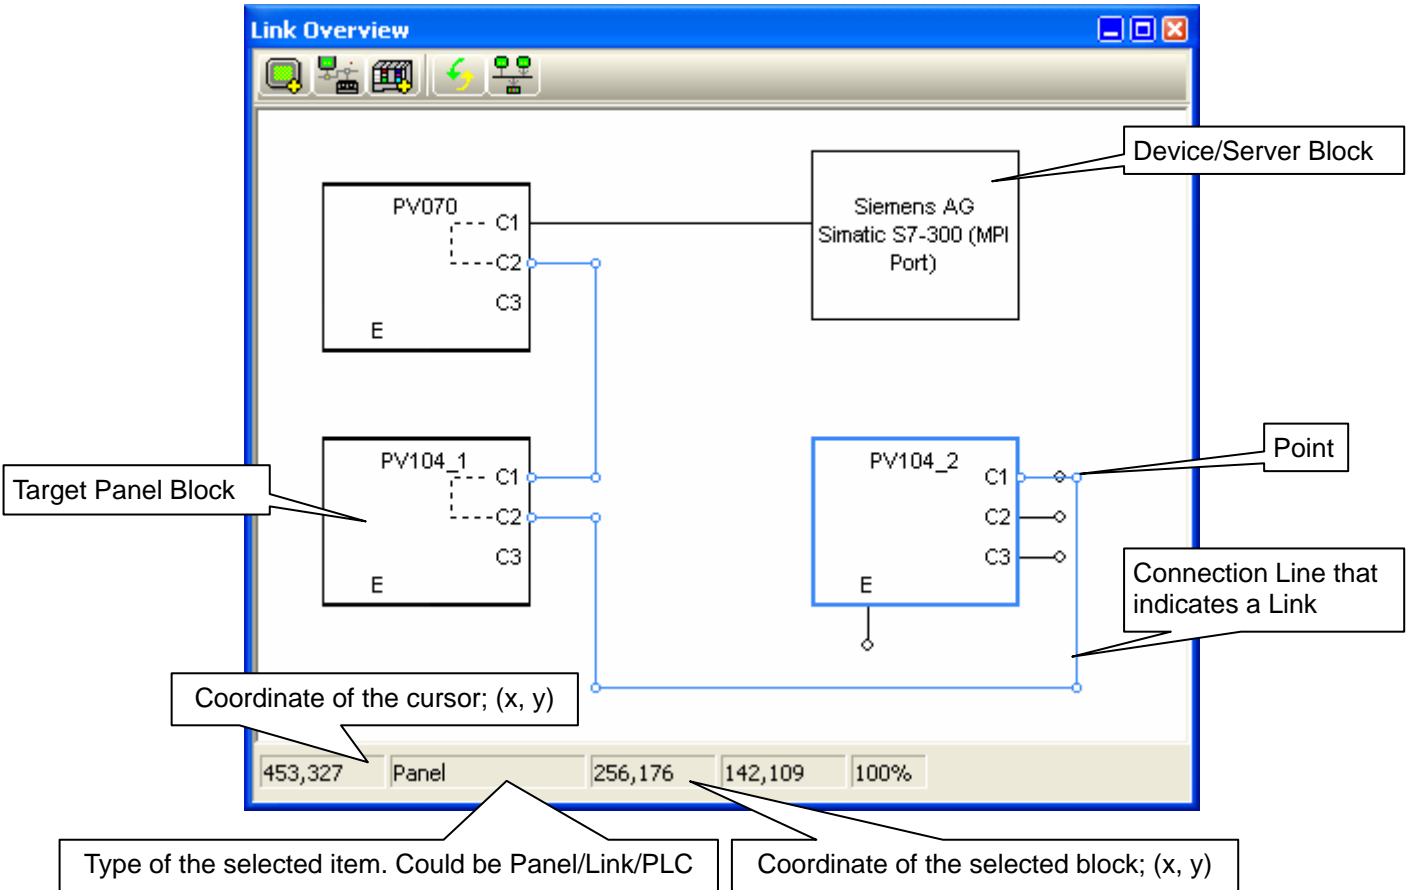 Link Overview
Device/Server Block
PV070
C1
C2
C3
E
Siemens AG
Simatic S7-300 (MPI
Port)
Target Panel Block
PV104_1
C1
C2
C3
E
PV104_2
C1
C2
C3
E
Point
Connection Line that
indicates a Link
Coordinate of the cursor; (x, y)
453,327 Panel 256,176 142,109 100%
Type of the selected item. Could be Panel/Link/PLC
Coordinate of the selected block; (x, y)